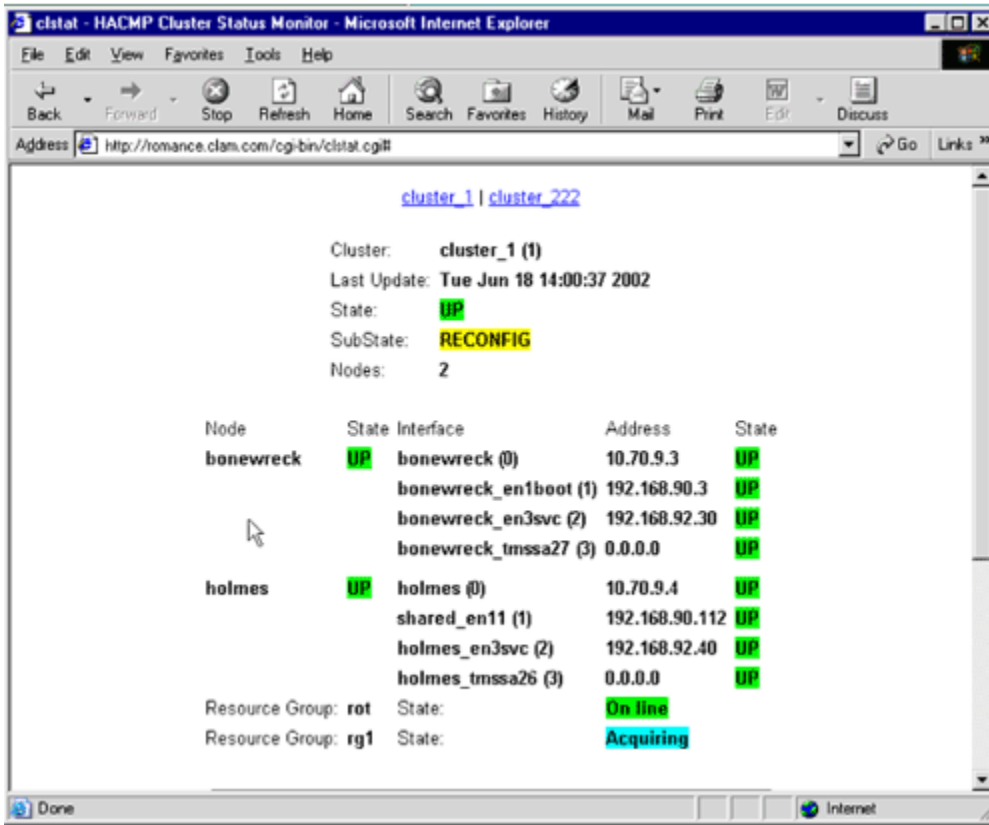 clstat - HACMP Cluster Status Monitor - Microsoft Internet Explorer
File Edit View Favorites Tools Help
Back Forward Stop Refresh Home Search Favorites History Mail Print Edit Discuss
Address http://romance.clam.com/cgi-bin/clstat.cgi# Go Links »
cluster_1 | cluster_222
Cluster: cluster_1 (1)
Last Update: Tue Jun 18 14:00:37 2002
State: UP
SubState: RECONFIG
Nodes: 2
Node State Interface Address State
bonewreck UP bonewreck (0) 10.70.9.3 UP
bonewreck_en1boot (1) 192.168.90.3 UP
bonewreck_en3svc (2) 192.168.92.30 UP
bonewreck_tmssa27 (3) 0.0.0.0 UP
holmes UP holmes (0) 10.70.9.4 UP
shared_en11 (1) 192.168.90.112 UP
holmes_en3svc (2) 192.168.92.40 UP
holmes_tmssa26 (3) 0.0.0.0 UP
Resource Group: rot State: On line
Resource Group: rg1 State: Acquiring
Done Internet